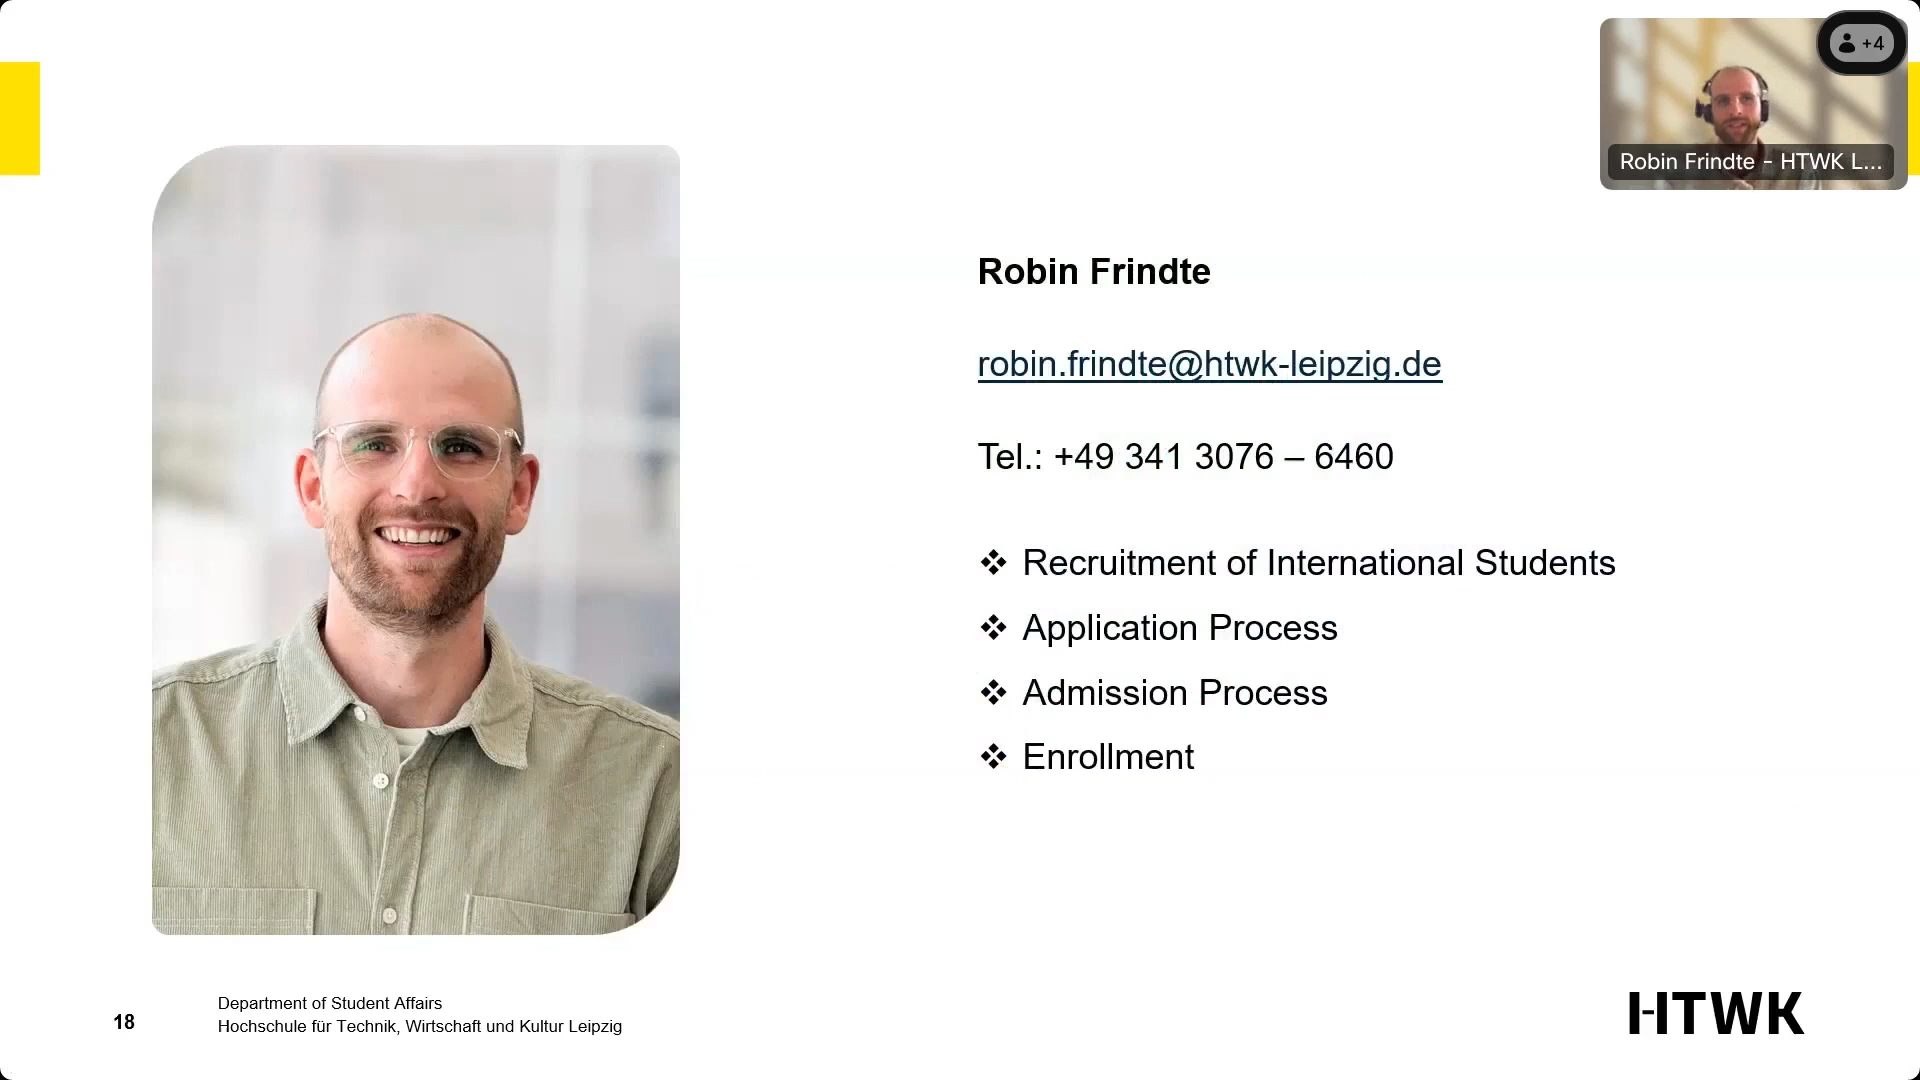 +4
Robin Frindte - HTWK L...
Robin Frindte
robin.frindte@htwk-leipzig.de
Tel.: +49 341 3076 – 6460
❖ Recruitment of International Students
❖ Application Process
❖ Admission Process
❖ Enrollment
18
Department of Student Affairs
Hochschule für Technik, Wirtschaft und Kultur Leipzig
HTWK